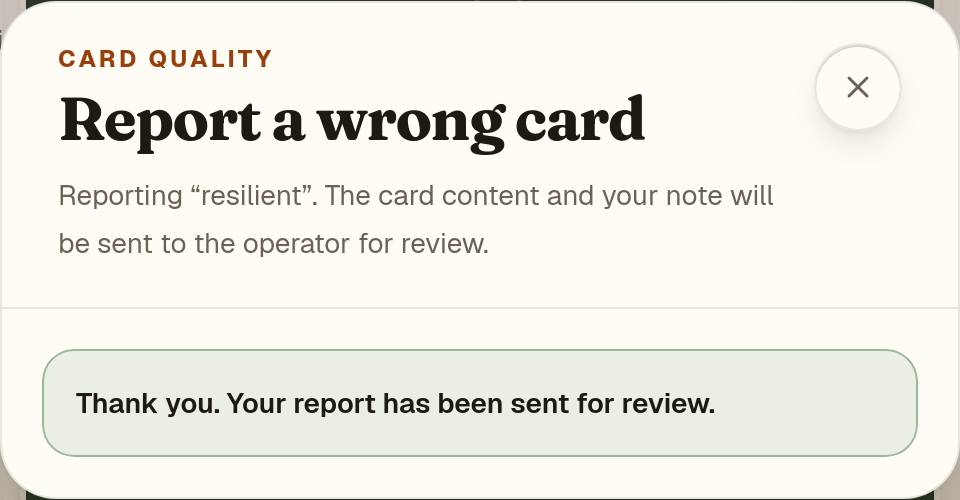 CARD QUALITY
Report a wrong card
Reporting “resilient”. The card content and your note will
be sent to the operator for review.
Thank you. Your report has been sent for review.